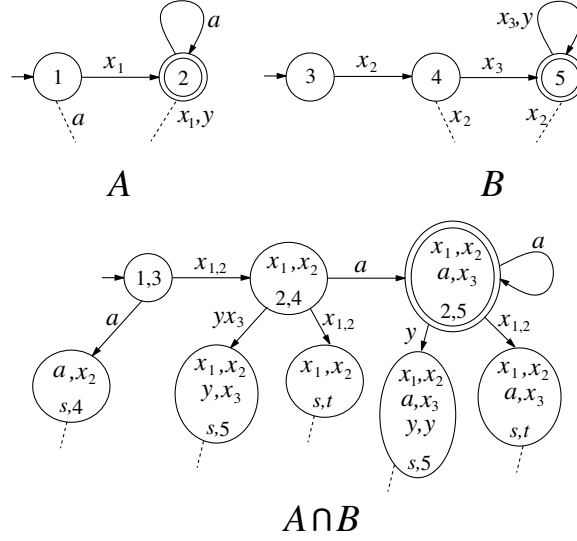 a
x₃,y
x₁
x₂
x₃
1
2
3
4
5
a
x₁,y
x₂
x₂
A
B
x₁,x₂
a,x₃
2,5
a
x₁,x₂
2,4
1,3
x₁,₂
a
a
yx₃
x₁,₂
y
x₁,₂
a,x₂
s,4
x₁,x₂
y,x₃
s,5
x₁,x₂
s,t
x₁,x₂
a,x₃
y,y
s,5
x₁,x₂
a,x₃
s,t
A∩B